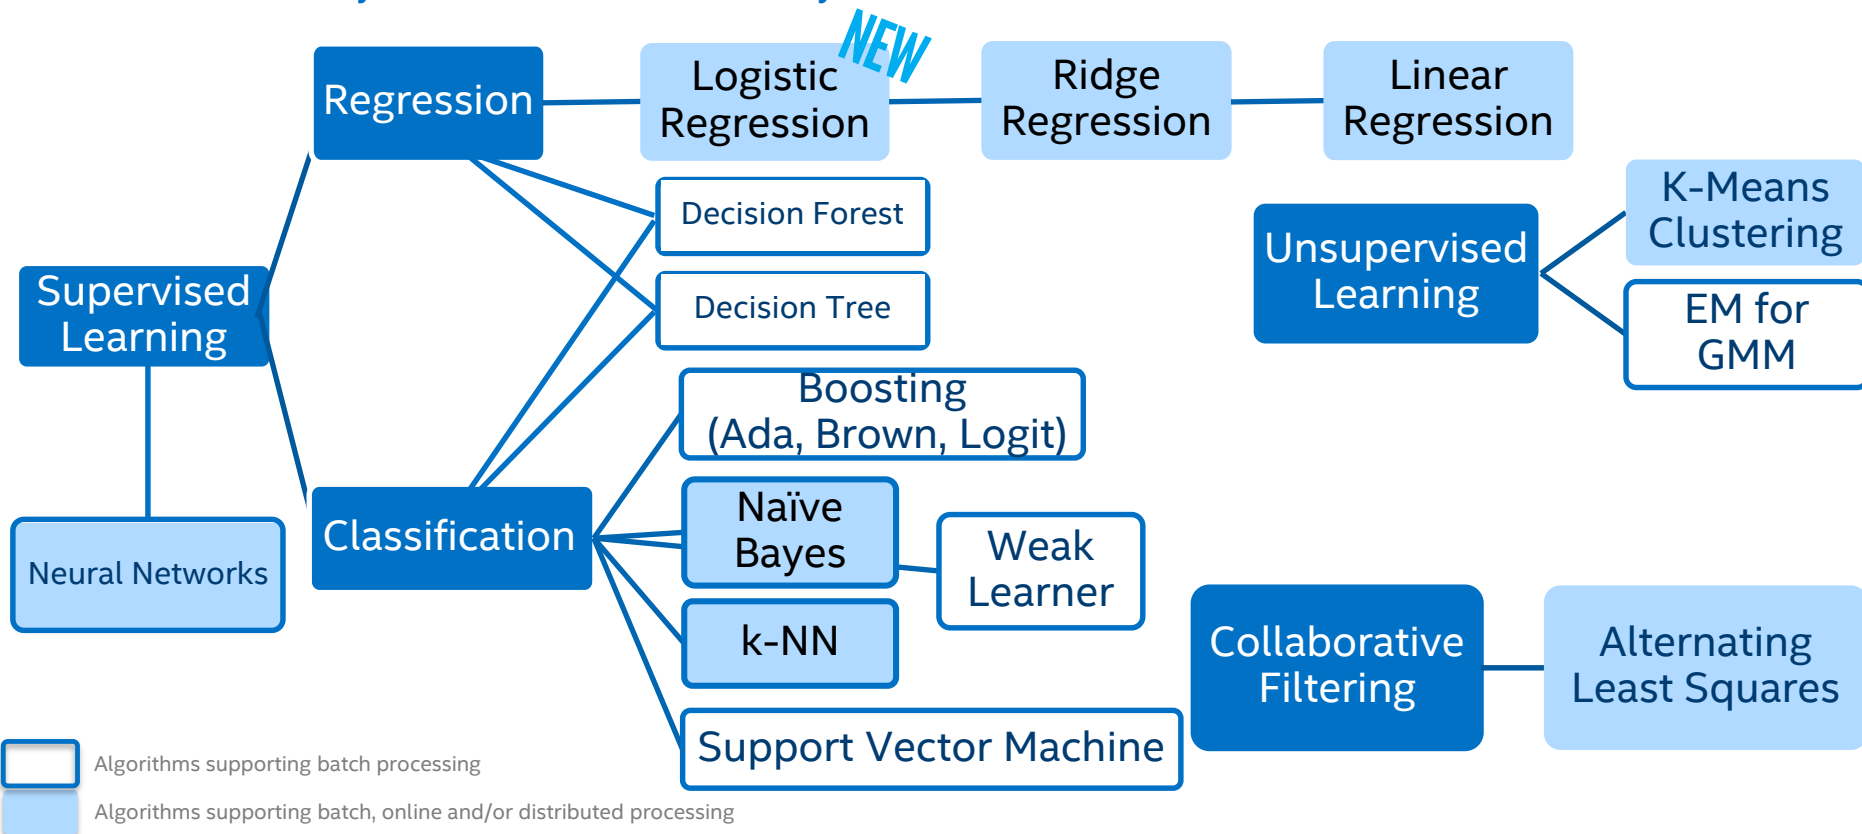 NEW
Regression
Logistic
Regression
Ridge
Regression
Linear
Regression
Decision Forest
Decision Tree
Supervised
Learning
Unsupervised
Learning
K-Means
Clustering
EM for
GMM
Boosting
(Ada, Brown, Logit)
Neural Networks
Classification
Naïve
Bayes
Weak
Learner
k-NN
Support Vector Machine
Collaborative
Filtering
Alternating
Least Squares
Algorithms supporting batch processing
Algorithms supporting batch, online and/or distributed processing